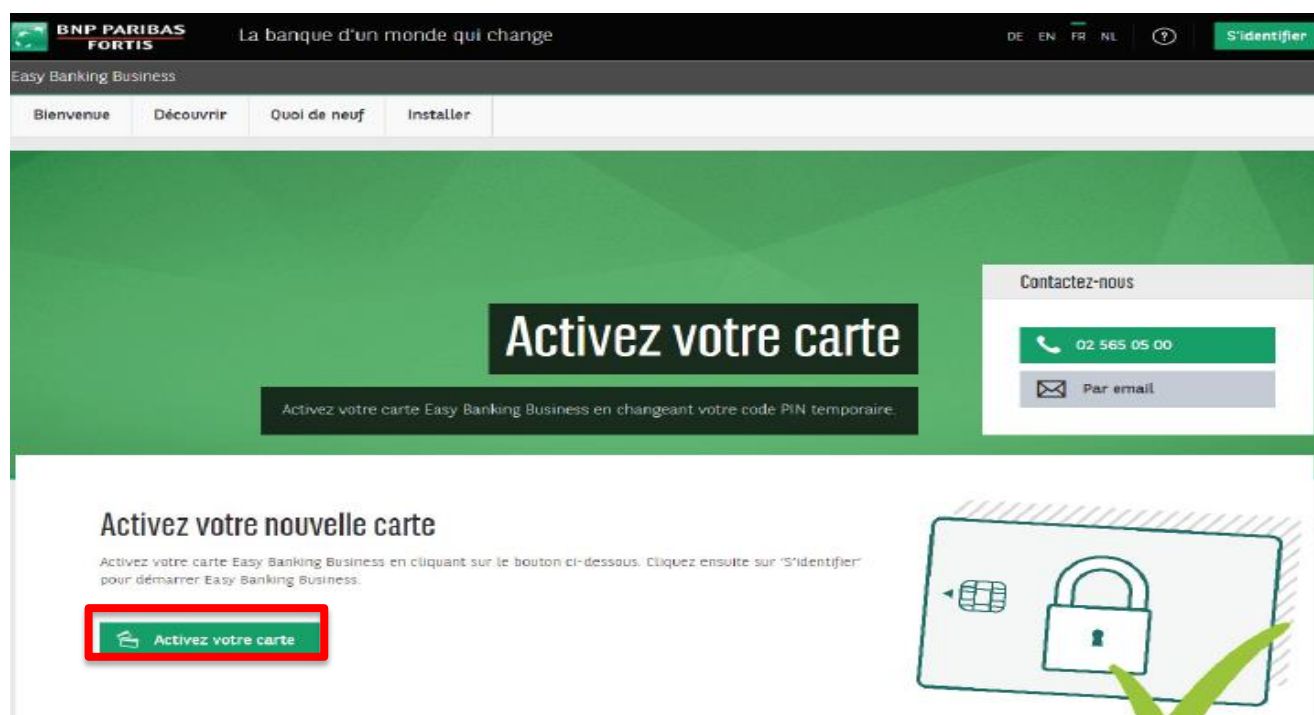 BNP PARIBAS
FORTIS
La banque d'un monde qui change
DE EN FR NL ? S'identifier
Easy Banking Business
Bienvenue Découvrir Quoi de neuf Installer
Contactez-nous
02 565 05 00
Par email
Activez votre carte
Activez votre carte Easy Banking Business en changeant votre code PIN temporaire.
Activez votre nouvelle carte
Activez votre carte Easy Banking Business en cliquant sur le bouton ci-dessous. Cliquez ensuite sur 'S'identifier'
pour démarrer Easy Banking Business.
Activez votre carte